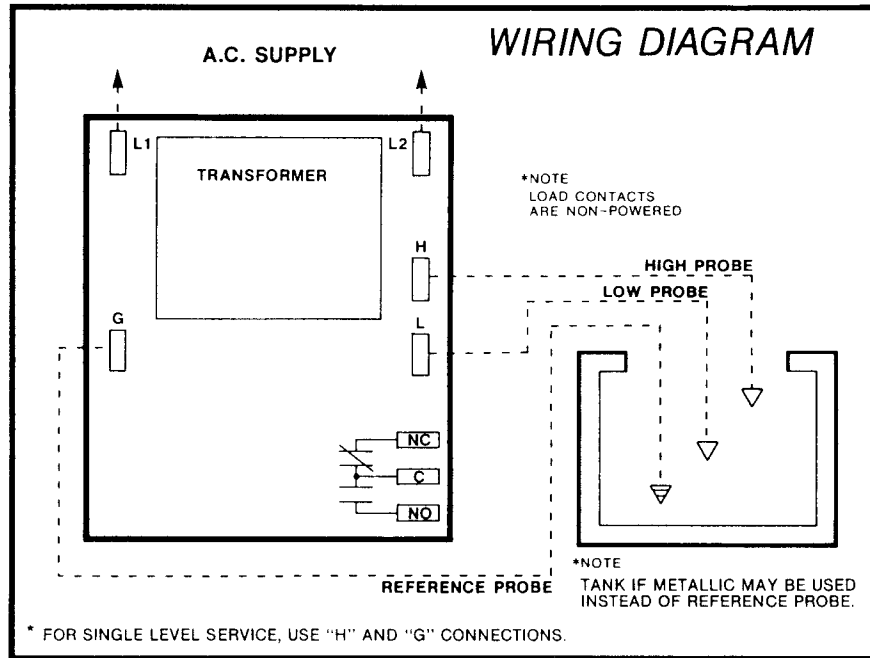 WIRING DIAGRAM
A.C. SUPPLY
L1
L2
TRANSFORMER
*NOTE
LOAD CONTACTS
ARE NON-POWERED
H
HIGH PROBE
LOW PROBE
G
L
NC
C
NO
REFERENCE PROBE
*NOTE
TANK IF METALLIC MAY BE USED
INSTEAD OF REFERENCE PROBE.
* FOR SINGLE LEVEL SERVICE, USE "H" AND "G" CONNECTIONS.